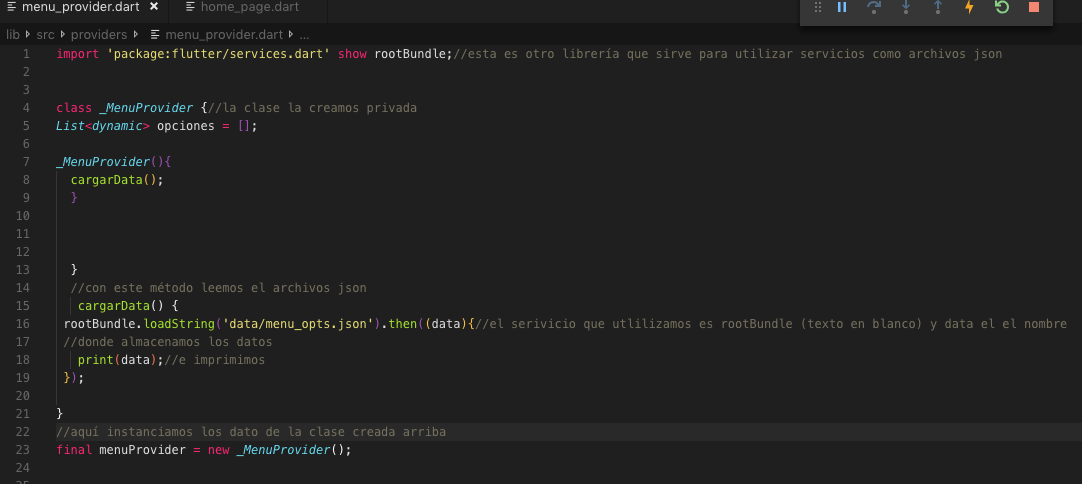 menu_provider.dart × home_page.dart
lib src providers menu_provider.dart ...
1 import 'package:flutter/services.dart' show rootBundle;//esta es otro librería que sirve para utilizar servicios como archivos json
2
3
4 class _MenuProvider {//la clase la creamos privada
5 List<dynamic> opciones = [];
6
7 _MenuProvider(){
8 cargarData();
9 }
10
11
12
13 }
14 //con este método leemos el archivos json
15 cargarData() {
16 rootBundle.loadString('data/menu_opts.json').then((data){//el serivicio que utlilizamos es rootBundle (texto en blanco) y data el el nombre
17 //donde almacenamos los datos
18 print(data);//e imprimimos
19 });
20
21 }
22 //aquí instanciamos los dato de la clase creada arriba
23 final menuProvider = new _MenuProvider();
24